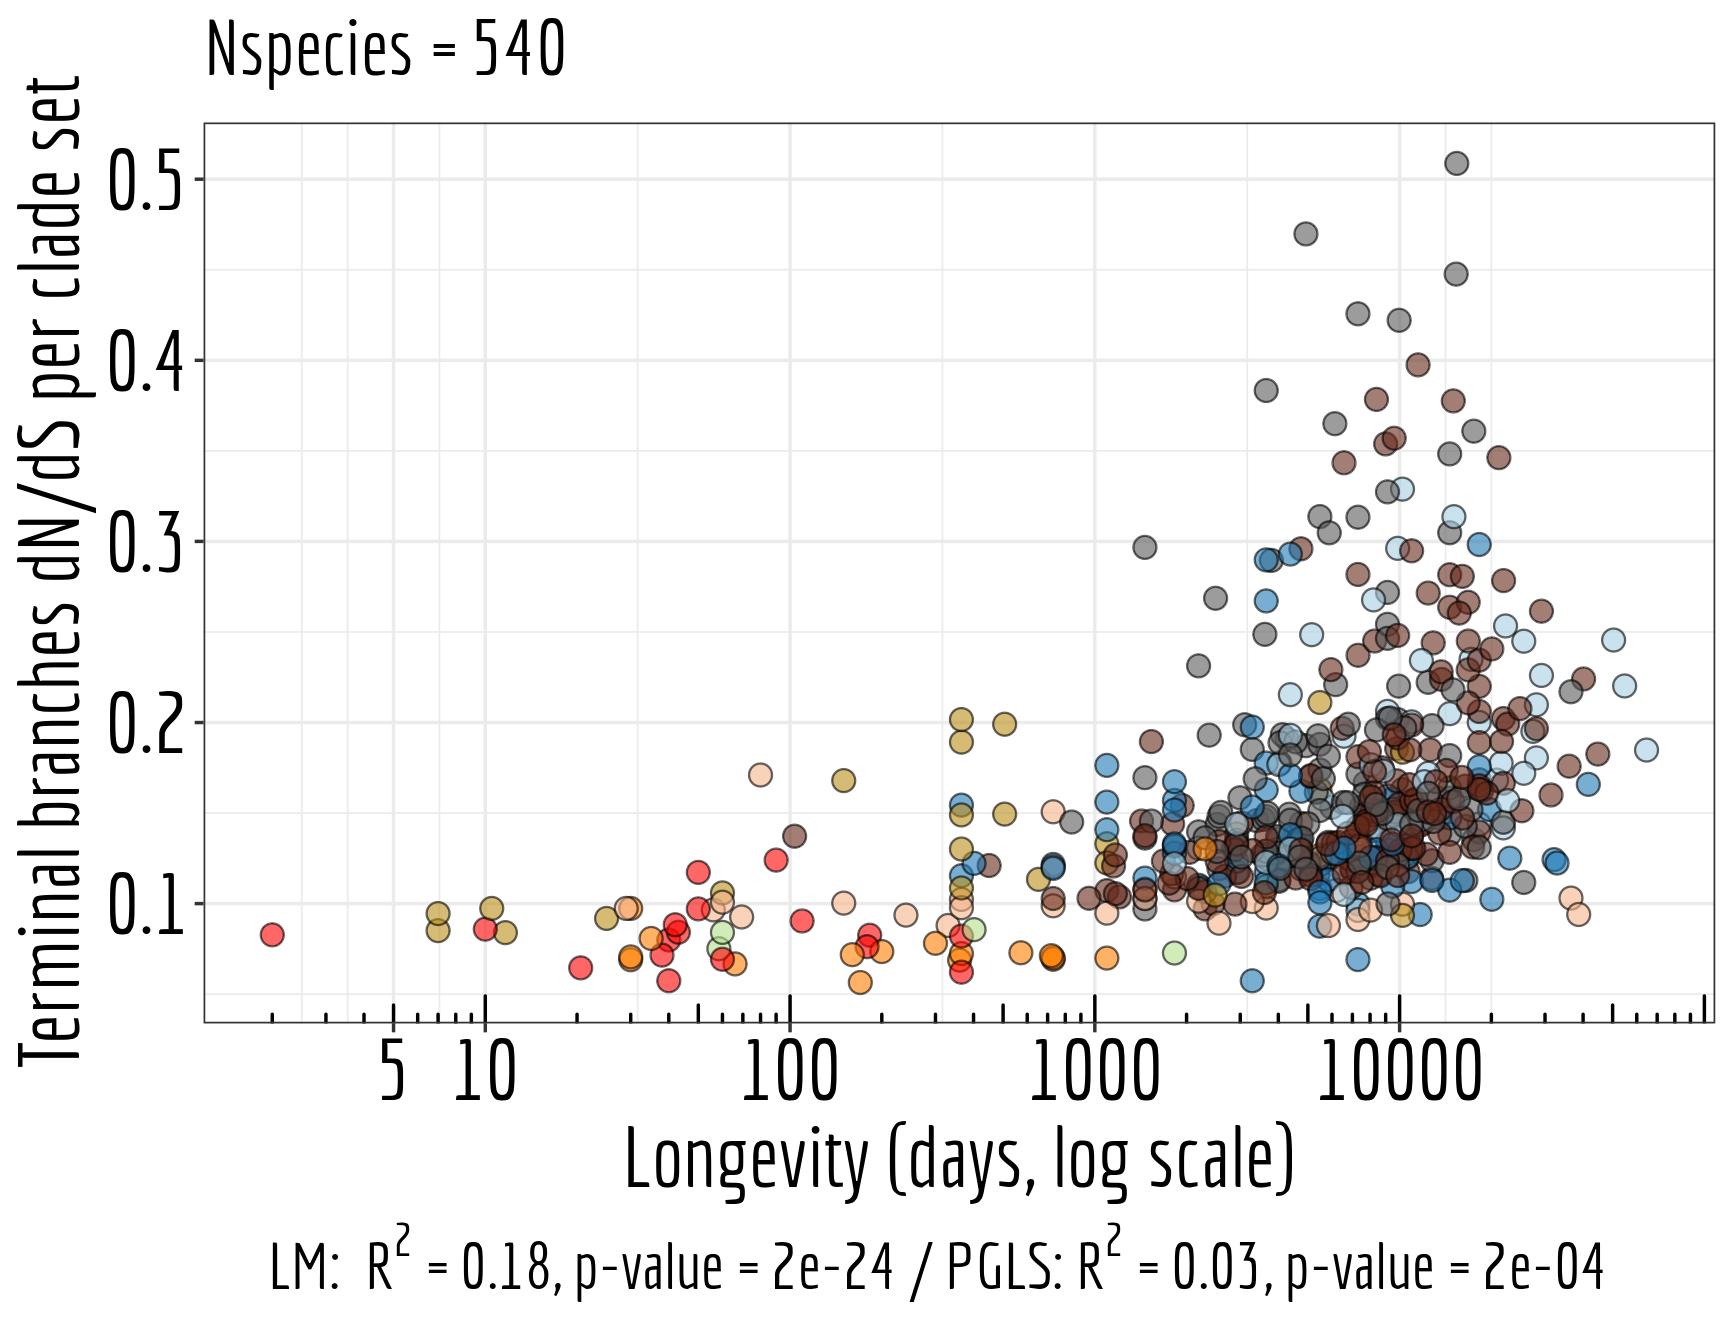 Nspecies = 540
Terminal branches dN/dS per clade set
0.5
0.4
0.3
0.2
0.1
5 10 100 1000 10000
Longevity (days, log scale)
LM: R² = 0.18, p-value = 2e-24 / PGLS: R² = 0.03, p-value = 2e-04